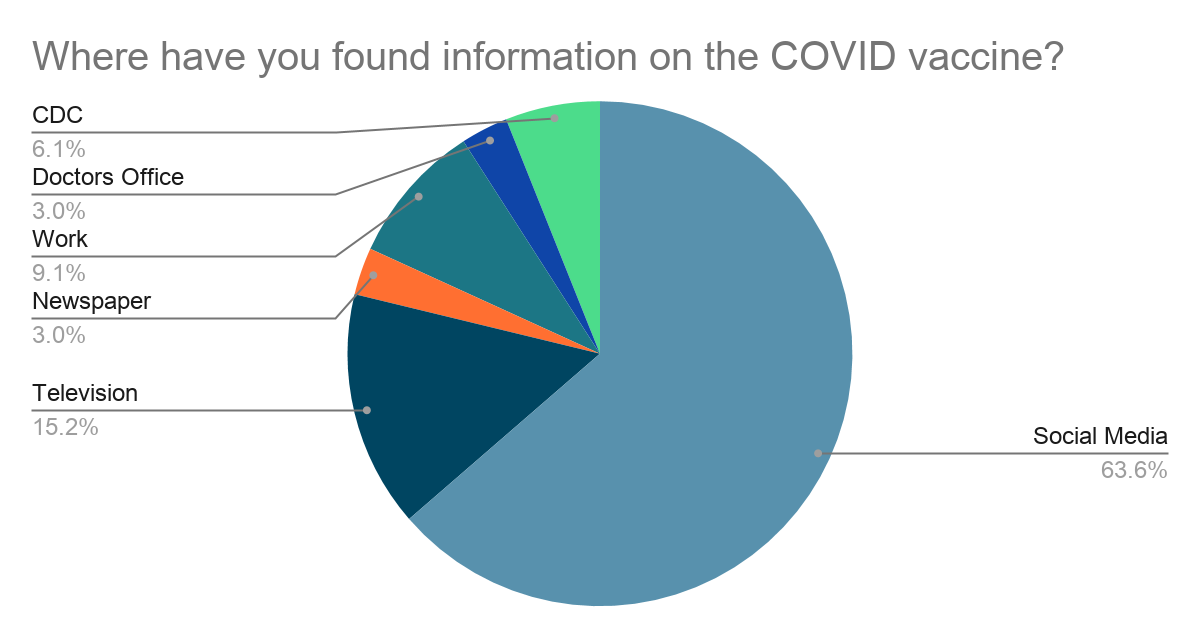 Where have you found information on the COVID vaccine?
CDC
6.1%
Doctors Office
3.0%
Work
9.1%
Newspaper
3.0%
Television
15.2%
Social Media
63.6%